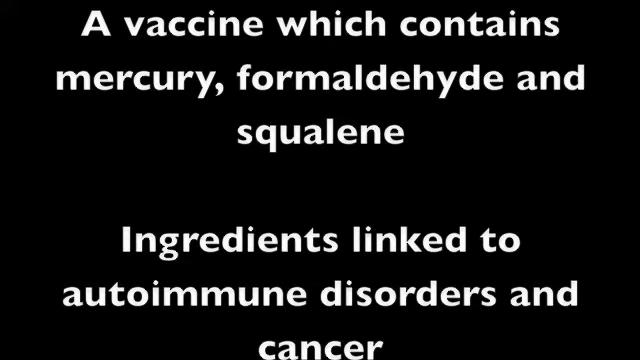 A vaccine which contains
mercury, formaldehyde and
squalene
Ingredients linked to
autoimmune disorders and
cancer